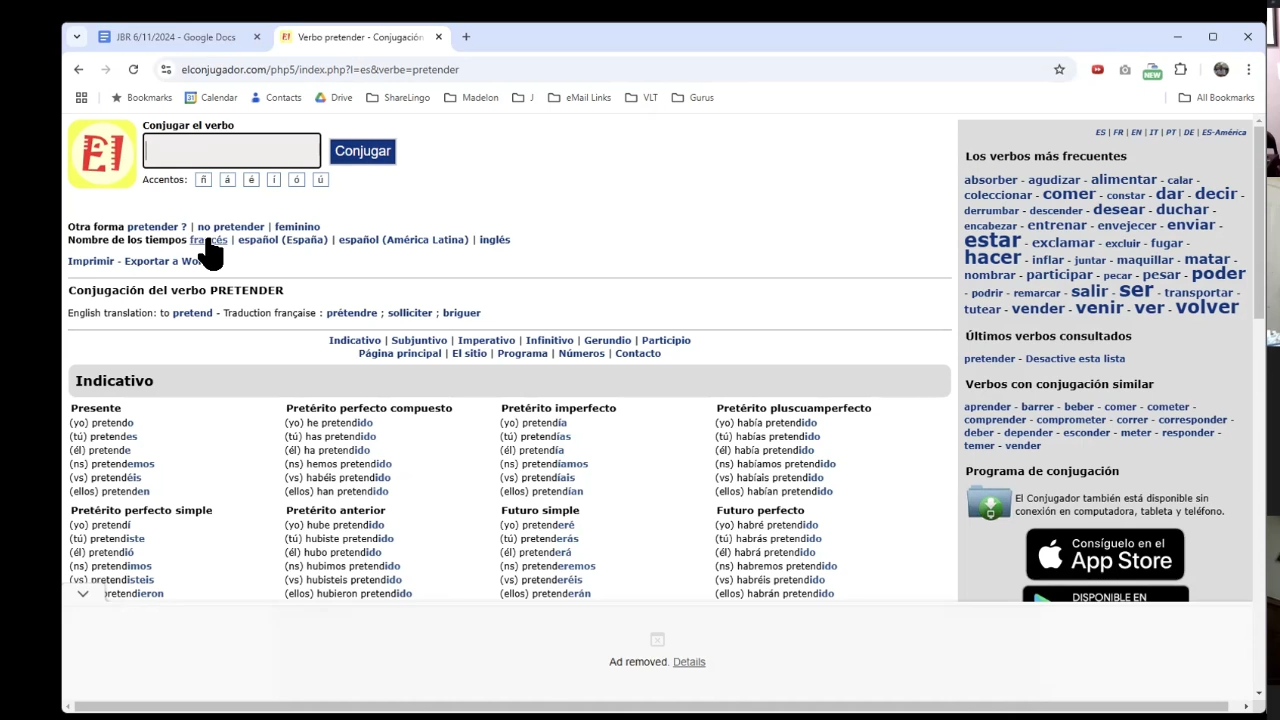 JBR 6/11/2024 - Google Docs
Verbo pretender - Conjugación
elconjugador.com/php5/index.php?l=es&verbe=pretender
NEW
Bookmarks Calendar Contacts Drive ShareLingo Madelon J eMail Links VLT Gurus All Bookmarks
El
Conjugar el verbo
Conjugar
Accentos: ñ á é í ó ú
Otra forma pretender ? | no pretender | feminino
Nombre de los tiempos francés | español (España) | español (América Latina) | inglés
Imprimir - Exportar a
Conjugación del verbo PRETENDER
English translation: to pretend - Traduction française : prétendre ; solliciter ; briguer
Indicativo | Subjuntivo | Imperativo | Infinitivo | Gerundio | Participio
Página principal | El sitio | Programa | Números | Contacto
Indicativo
Presente
(yo) pretendo
(tú) pretendes
(él) pretende
(ns) pretendemos
(vs) pretendéis
(ellos) pretenden
Pretérito perfecto compuesto
(yo) he pretendido
(tú) has pretendido
(él) ha pretendido
(ns) hemos pretendido
(vs) habéis pretendido
(ellos) han pretendido
Pretérito imperfecto
(yo) pretendía
(tú) pretendías
(él) pretendía
(ns) pretendíamos
(vs) pretendíais
(ellos) pretendían
Pretérito pluscuamperfecto
(yo) había pretendido
(tú) habías pretendido
(él) había pretendido
(ns) habíamos pretendido
(vs) habíais pretendido
(ellos) habían pretendido
Pretérito perfecto simple
(yo) pretendí
(tú) pretendiste
(él) pretendió
(ns) pretendimos
(vs) pretendisteis
pretendieron
Pretérito anterior
(yo) hube pretendido
(tú) hubiste pretendido
(él) hubo pretendido
(ns) hubimos pretendido
(vs) hubisteis pretendido
(ellos) hubieron pretendido
Futuro simple
(yo) pretenderé
(tú) pretenderás
(él) pretenderá
(ns) pretenderemos
(vs) pretenderéis
(ellos) pretenderán
Futuro perfecto
(yo) habré pretendido
(tú) habrás pretendido
(él) habrá pretendido
(ns) habremos pretendido
(vs) habréis pretendido
(ellos) habrán pretendido
ES | FR | EN | IT | PT | DE | ES-América
Los verbos más frecuentes
absorber - agudizar - alimentar - calar -
coleccionar - comer - constar - dar - decir -
derrumbar - descender - desear - duchar -
encabezar - entrenar - envejecer - enviar -
estar - exclamar - excluir - fugar -
hacer - inflar - juntar - maquillar - matar -
nombrar - participar - pecar - pesar - poder
- podrir - remarcar - salir - ser - transportar -
tutear - vender - venir - ver - volver
Últimos verbos consultados
pretender - Desactive esta lista
Verbos con conjugación similar
aprender - barrer - beber - comer - cometer -
comprender - comprometer - correr - corresponder -
deber - depender - esconder - meter - responder -
temer - vender
Programa de conjugación
El Conjugador también está disponible sin
conexión en computadora, tableta y teléfono.
Consíguelo en el
App Store
DISPONIBLE EN
Ad removed. Details